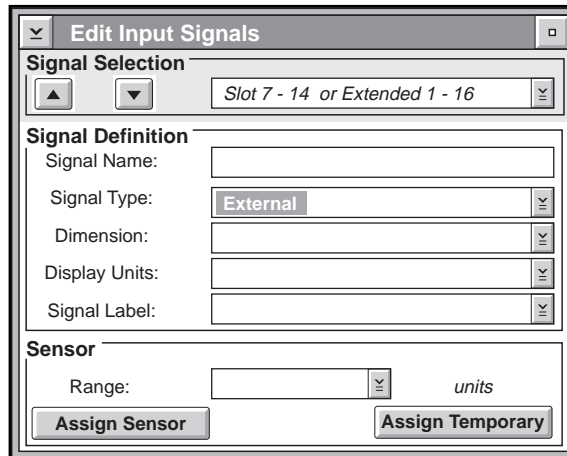 Edit Input Signals
Signal Selection
Slot 7 - 14 or Extended 1 - 16
Signal Definition
Signal Name:
Signal Type: External
Dimension:
Display Units:
Signal Label:
Sensor
Range: units
Assign Sensor Assign Temporary